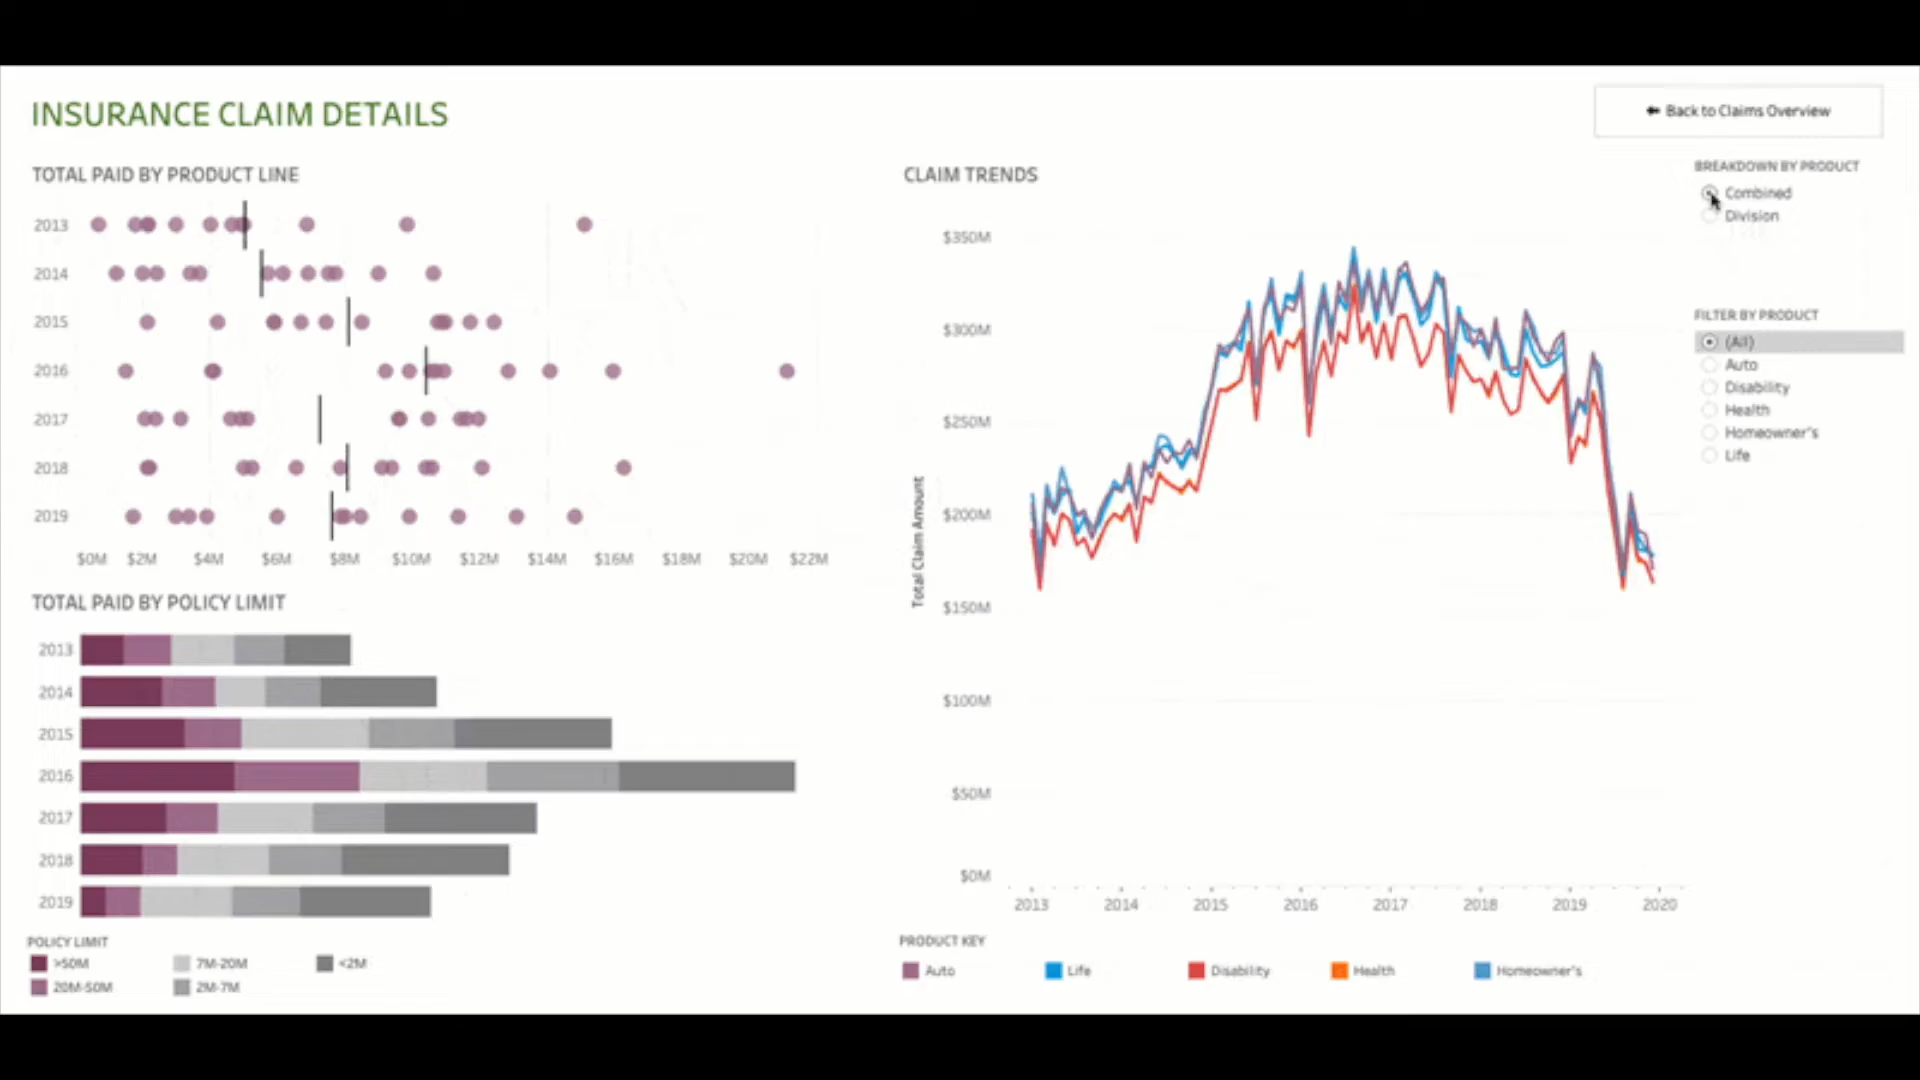 INSURANCE CLAIM DETAILS
Back to Claims Overview
TOTAL PAID BY PRODUCT LINE
2013
2014
2015
2016
2017
2018
2019
$0M $2M $4M $6M $8M $10M $12M $14M $16M $18M $20M $22M
TOTAL PAID BY POLICY LIMIT
2013
2014
2015
2016
2017
2018
2019
POLICY LIMIT
>50M 7M-20M <2M
20M-50M 2M-7M
CLAIM TRENDS
Total Claim Amount
$350M
$300M
$250M
$200M
$150M
$100M
$50M
$0M
2013 2014 2015 2016 2017 2018 2019 2020
PRODUCT KEY
Auto Life Disability Health Homeowner's
BREAKDOWN BY PRODUCT
Combined
Division
FILTER BY PRODUCT
(All)
Auto
Disability
Health
Homeowner's
Life